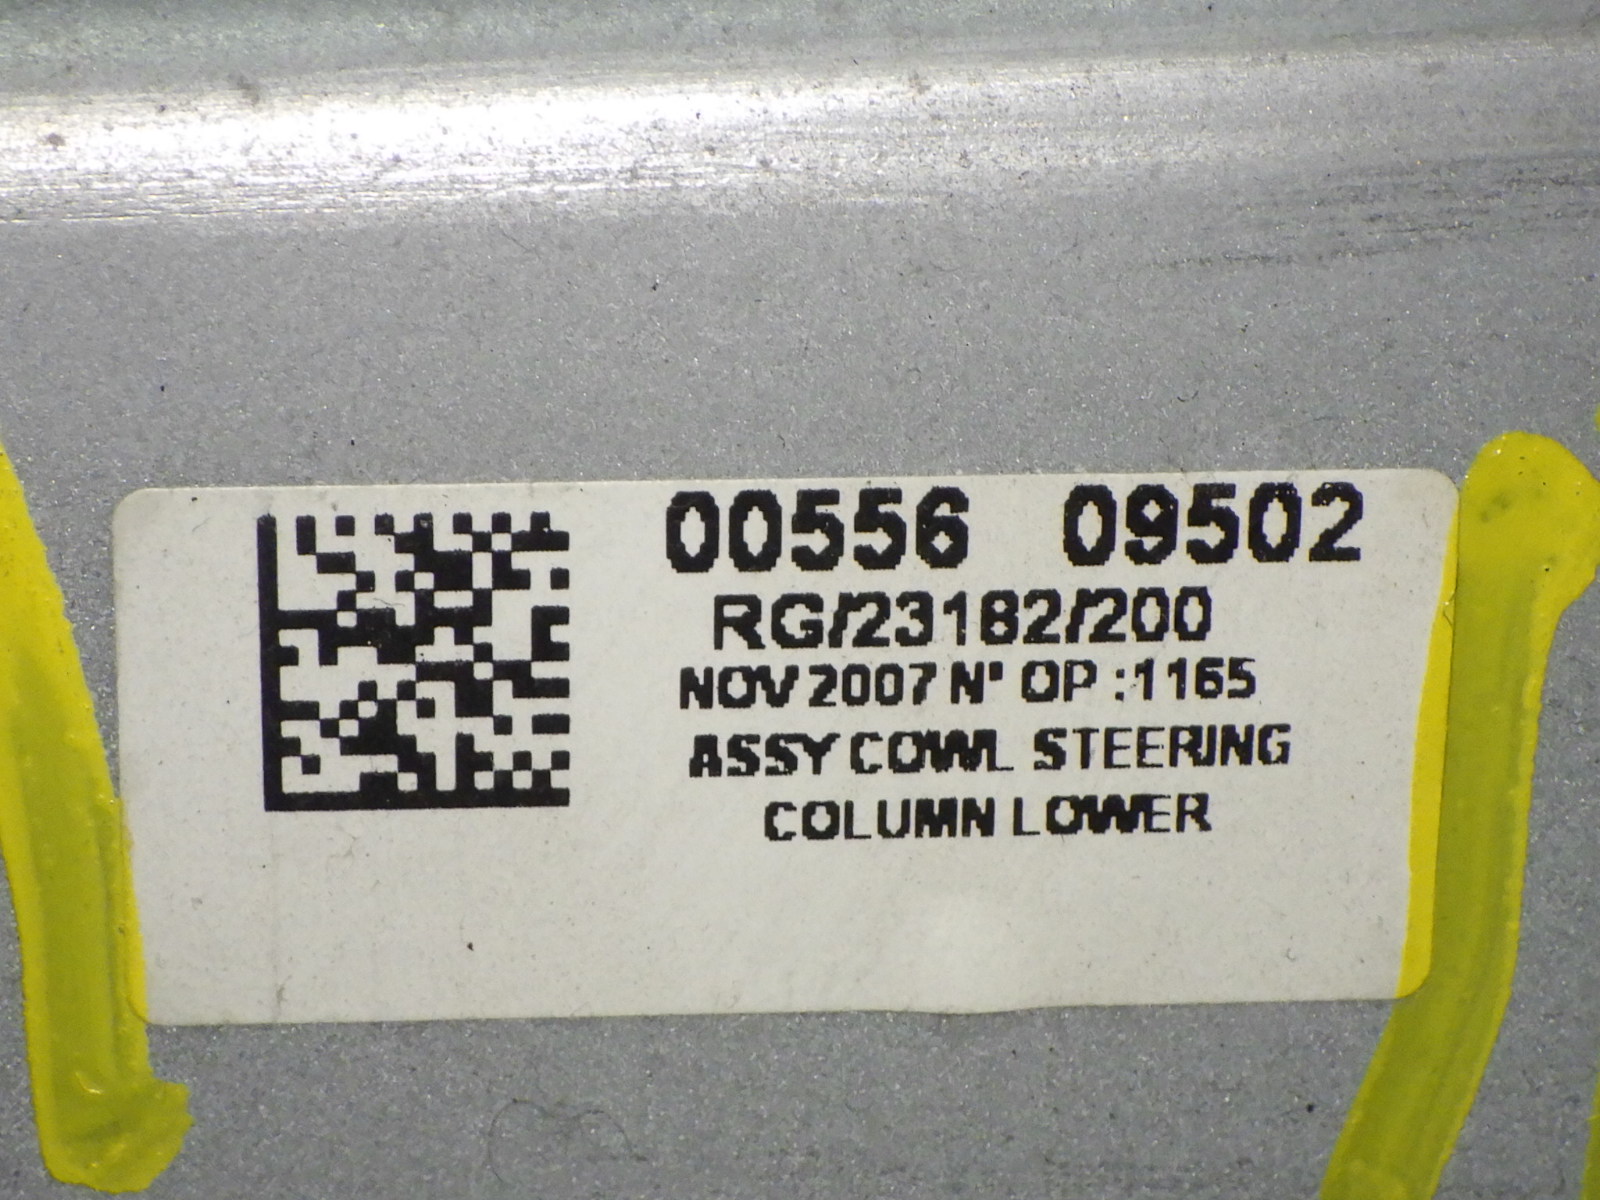 00556 09502
RG/23182/200
NOV 2007 N° OP :1165
ASSY COWL STEERING
COLUMN LOWER